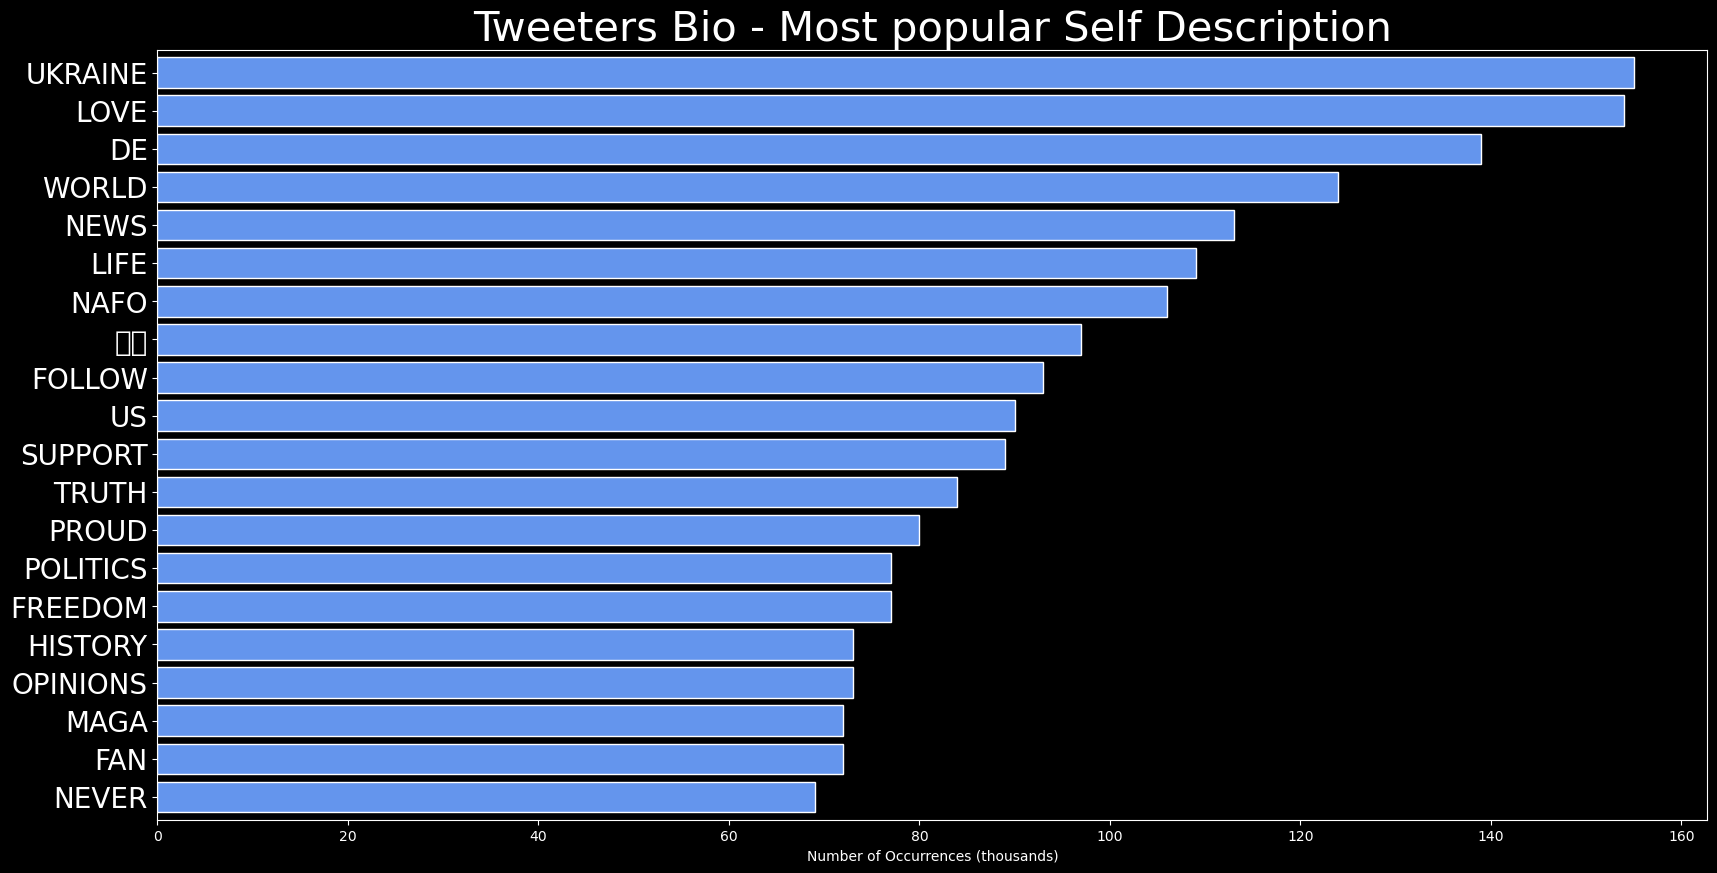 Tweeters Bio - Most popular Self Description
UKRAINE
LOVE
DE
WORLD
NEWS
LIFE
NAFO
FOLLOW
US
SUPPORT
TRUTH
PROUD
POLITICS
FREEDOM
HISTORY
OPINIONS
MAGA
FAN
NEVER
0 20 40 60 80 100 120 140 160
Number of Occurrences (thousands)